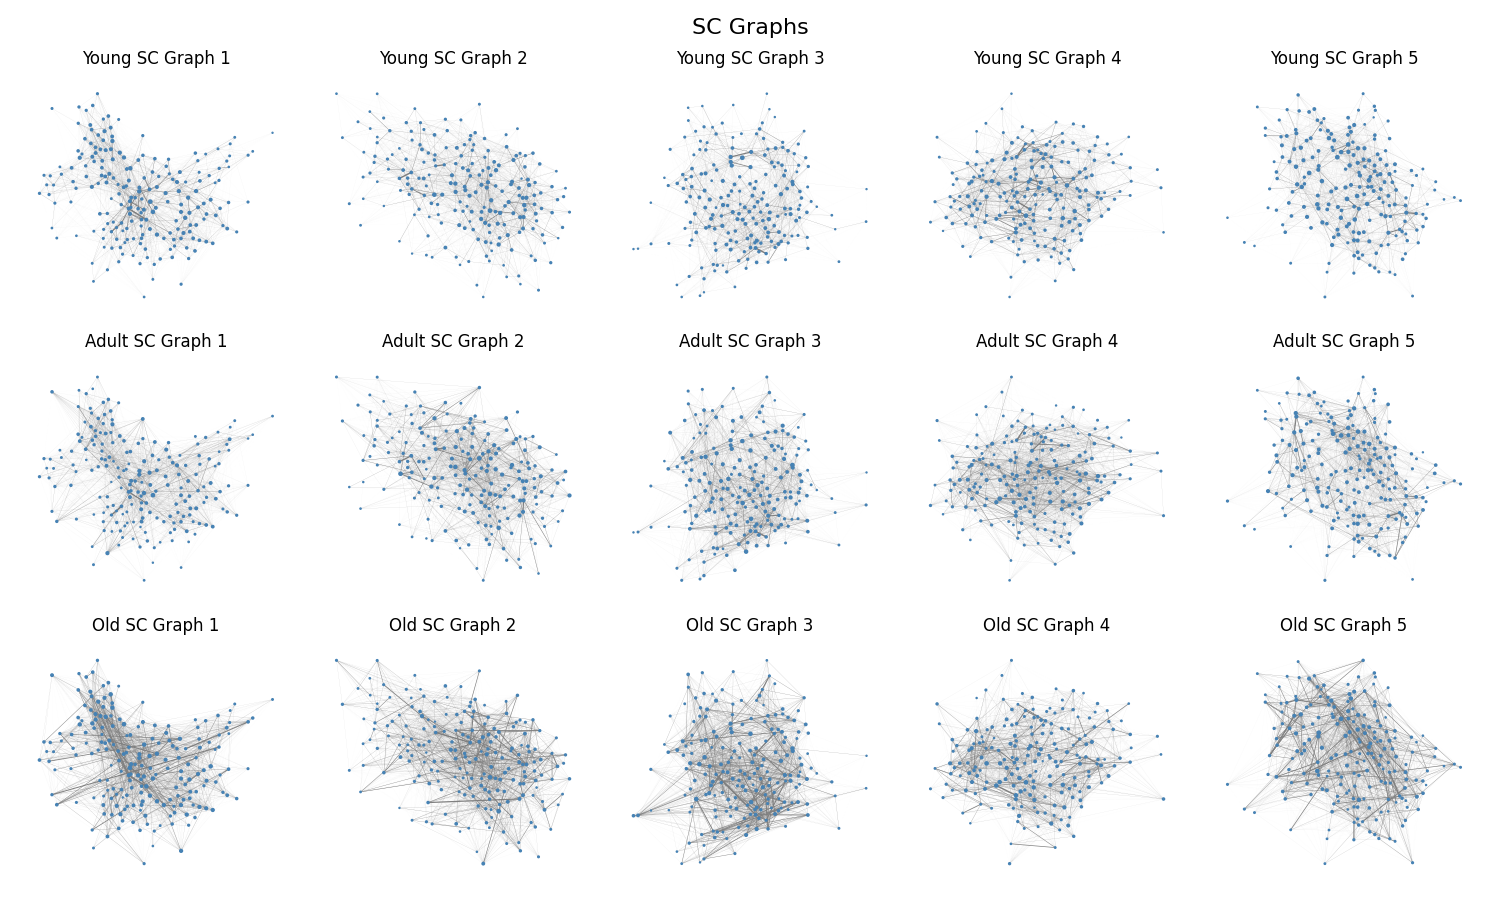 SC Graphs
Young SC Graph 1
Young SC Graph 2
Young SC Graph 3
Young SC Graph 4
Young SC Graph 5
Adult SC Graph 1
Adult SC Graph 2
Adult SC Graph 3
Adult SC Graph 4
Adult SC Graph 5
Old SC Graph 1
Old SC Graph 2
Old SC Graph 3
Old SC Graph 4
Old SC Graph 5